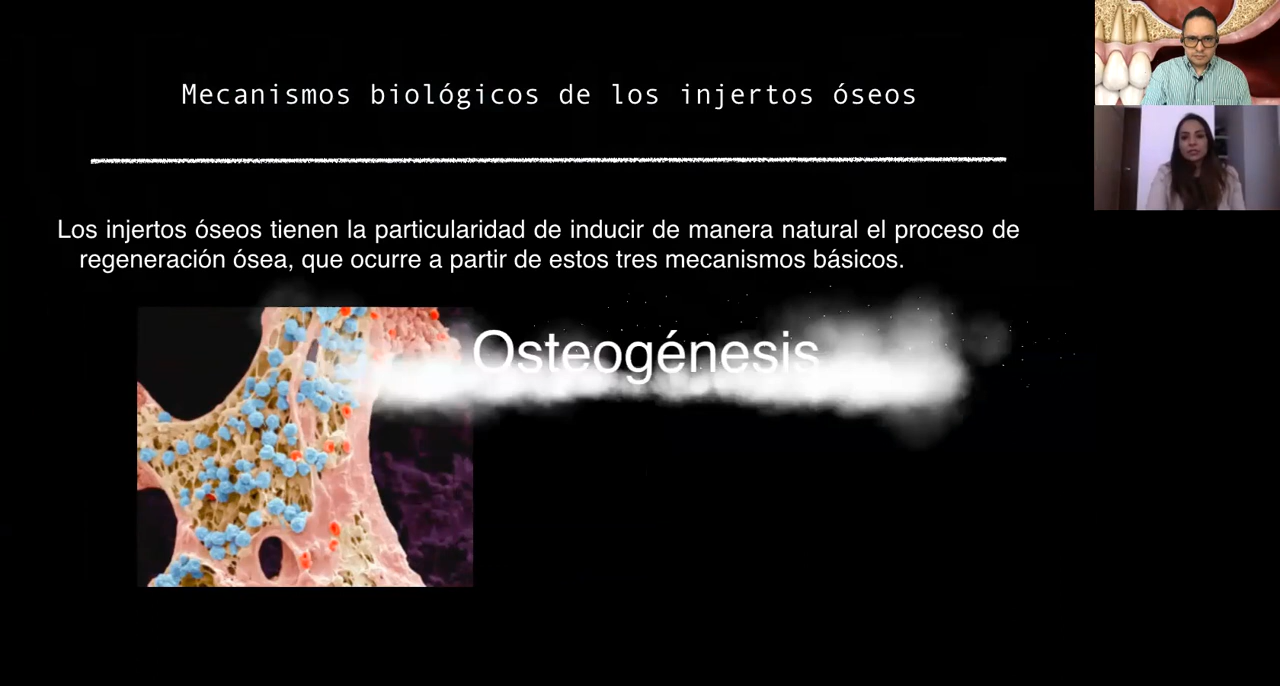 Mecanismos biológicos de los injertos óseos
Los injertos óseos tienen la particularidad de inducir de manera natural el proceso de
regeneración ósea, que ocurre a partir de estos tres mecanismos básicos.
Osteogénesis